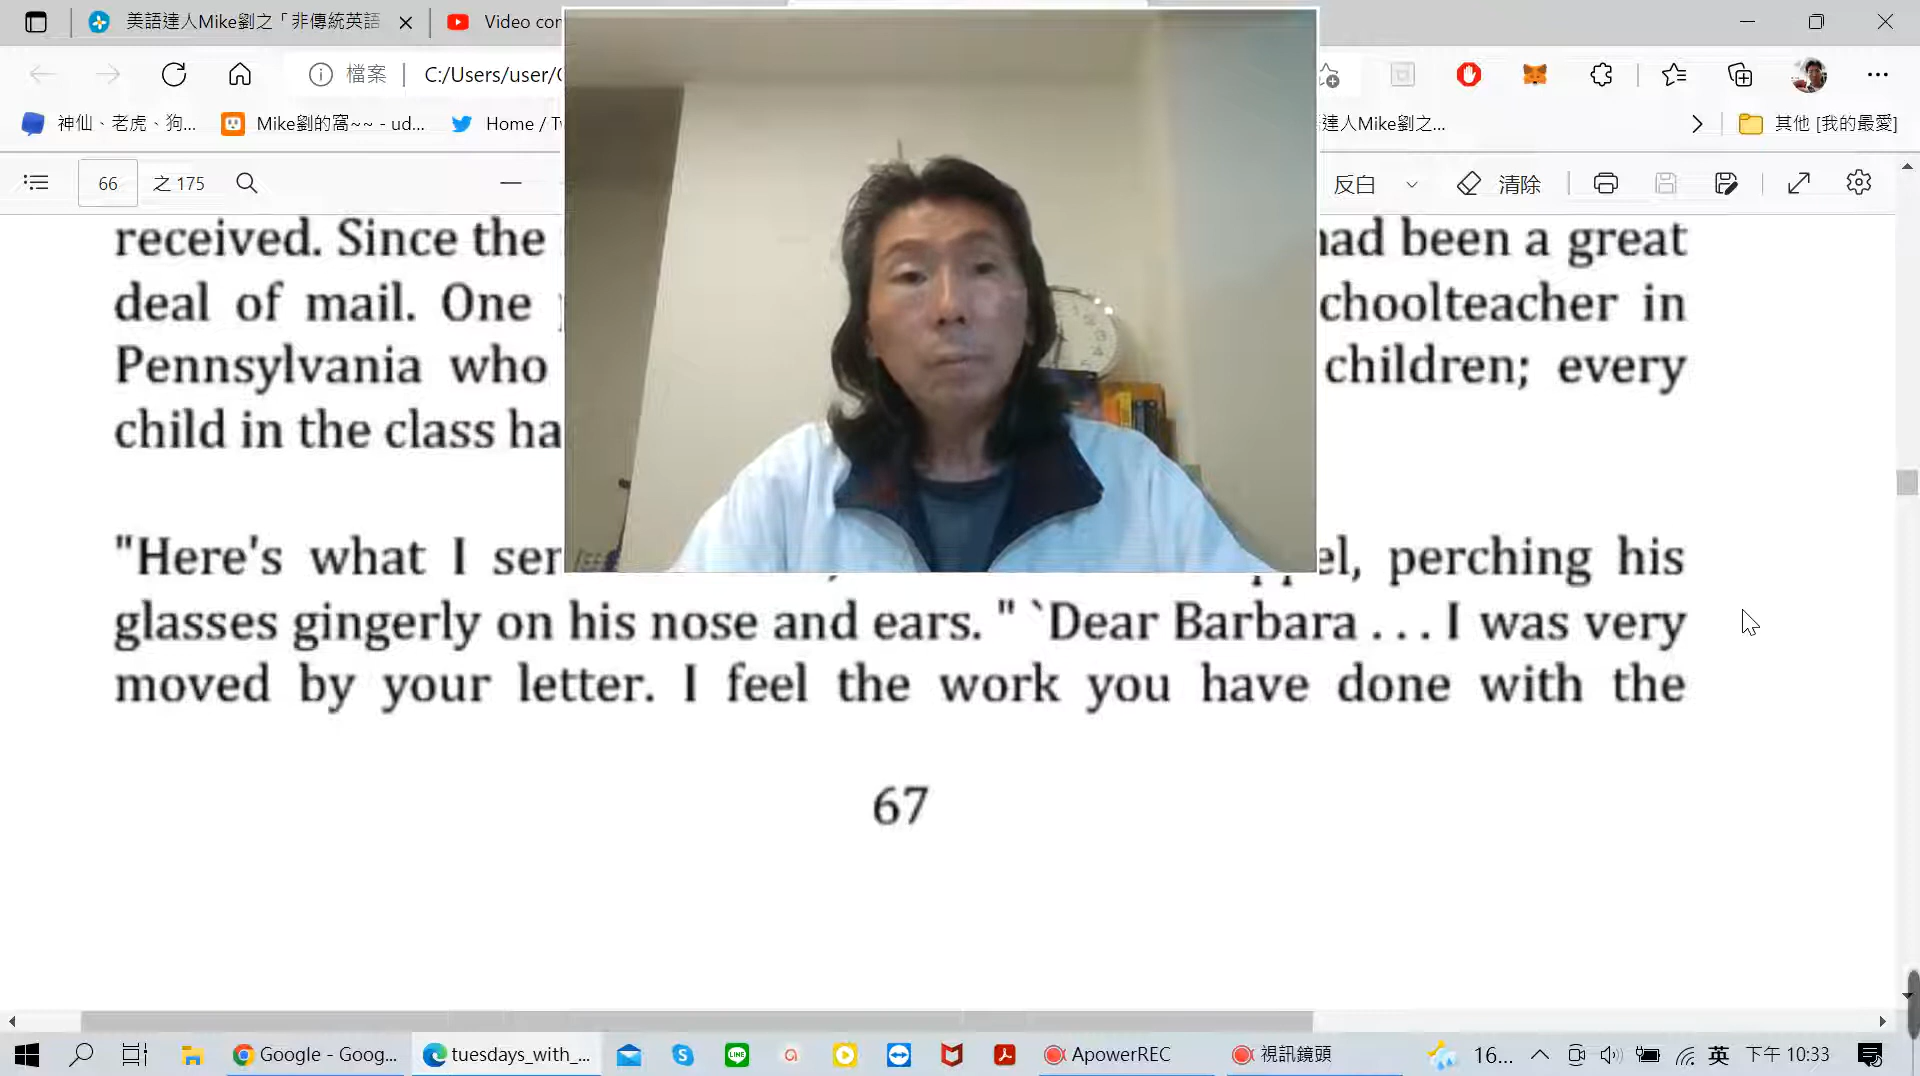 美語達人Mike劉之「非傳統英語
Video cor
檔案
C:/Users/user/
神仙、老虎、狗...
Mike劉的窩~~ - ud...
Home / Tw
達人Mike劉之...
其他 [我的最愛]
66
之 175
反白
清除
received. Since the
had been a great
deal of mail. One
choolteacher in
Pennsylvania who
children; every
child in the class ha
"Here's what I
pel, perching his
glasses gingerly on his nose and ears. " `Dear Barbara . . . I was very
moved by your letter. I feel the work you have done with the
67
Google - Goog...
tuesdays_with_...
LINE
ApowerREC
視訊鏡頭
16...
英
下午 10:33